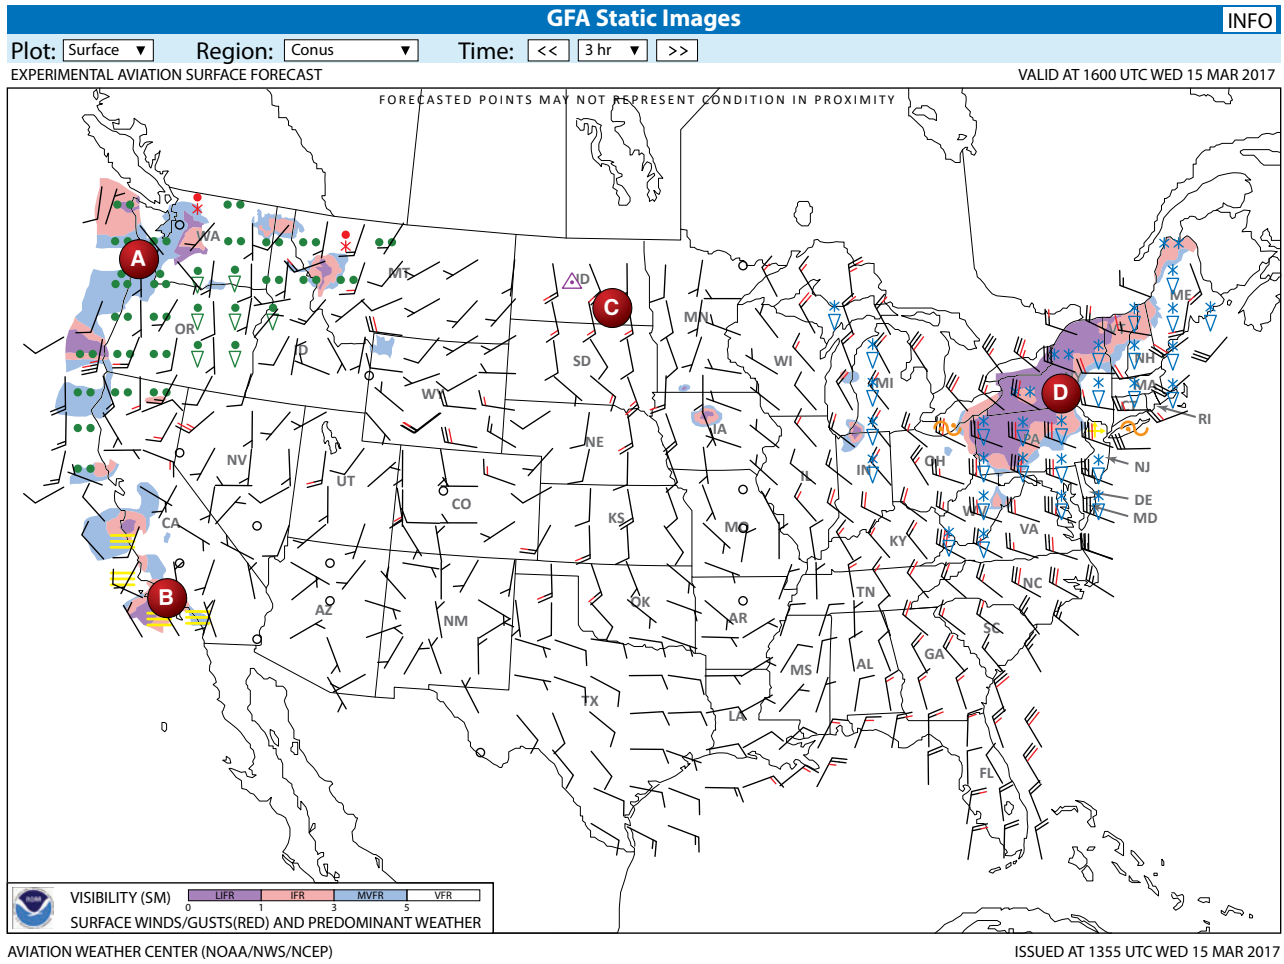 GFA Static Images
INFO
Plot: Surface ▼ Region: Conus ▼ Time: << 3 hr ▼ >>
EXPERIMENTAL AVIATION SURFACE FORECAST
VALID AT 1600 UTC WED 15 MAR 2017
FORECASTED POINTS MAY NOT REPRESENT CONDITION IN PROXIMITY
WA
MT
ND
ME
A
C
MN
OR
VT
ID
SD
WI
NH
WY
MI
D
MA
CT
RI
IA
NE
PA
NV
UT
IL
IN
OH
NJ
CO
DE
CA
KS
MO
WV
MD
VA
KY
B
AZ
NM
OK
AR
TN
NC
SC
MS
AL
GA
TX
LA
FL
NOAA
VISIBILITY (SM) LIFR IFR MVFR VFR
0 1 3 5
SURFACE WINDS/GUSTS(RED) AND PREDOMINANT WEATHER
AVIATION WEATHER CENTER (NOAA/NWS/NCEP)
ISSUED AT 1355 UTC WED 15 MAR 2017